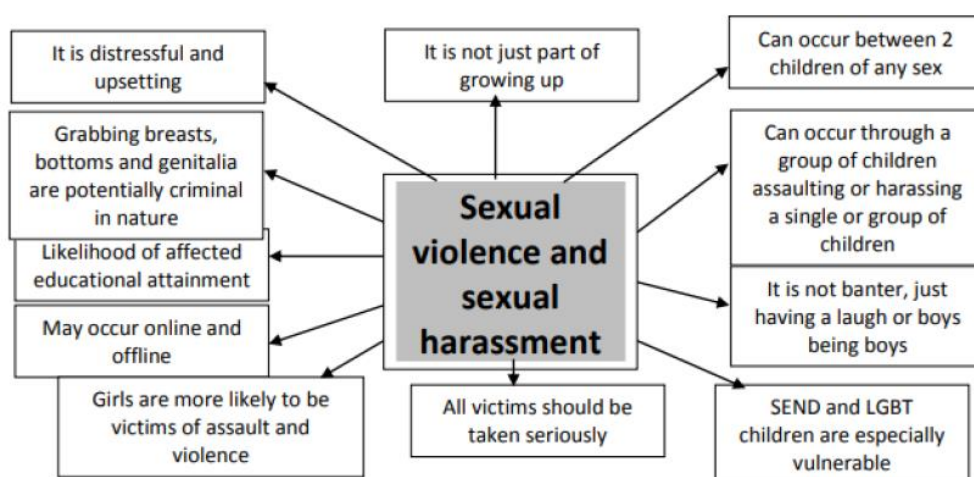 It is distressful and
upsetting
It is not just part of
growing up
Can occur between 2
children of any sex
Grabbing breasts,
bottoms and genitalia
are potentially criminal
in nature
Can occur through a
group of children
assaulting or harassing
a single or group of
children
Sexual
violence and
sexual
harassment
Likelihood of affected
educational attainment
It is not banter, just
having a laugh or boys
being boys
May occur online and
offline
Girls are more likely to be
victims of assault and
violence
All victims should be
taken seriously
SEND and LGBT
children are especially
vulnerable